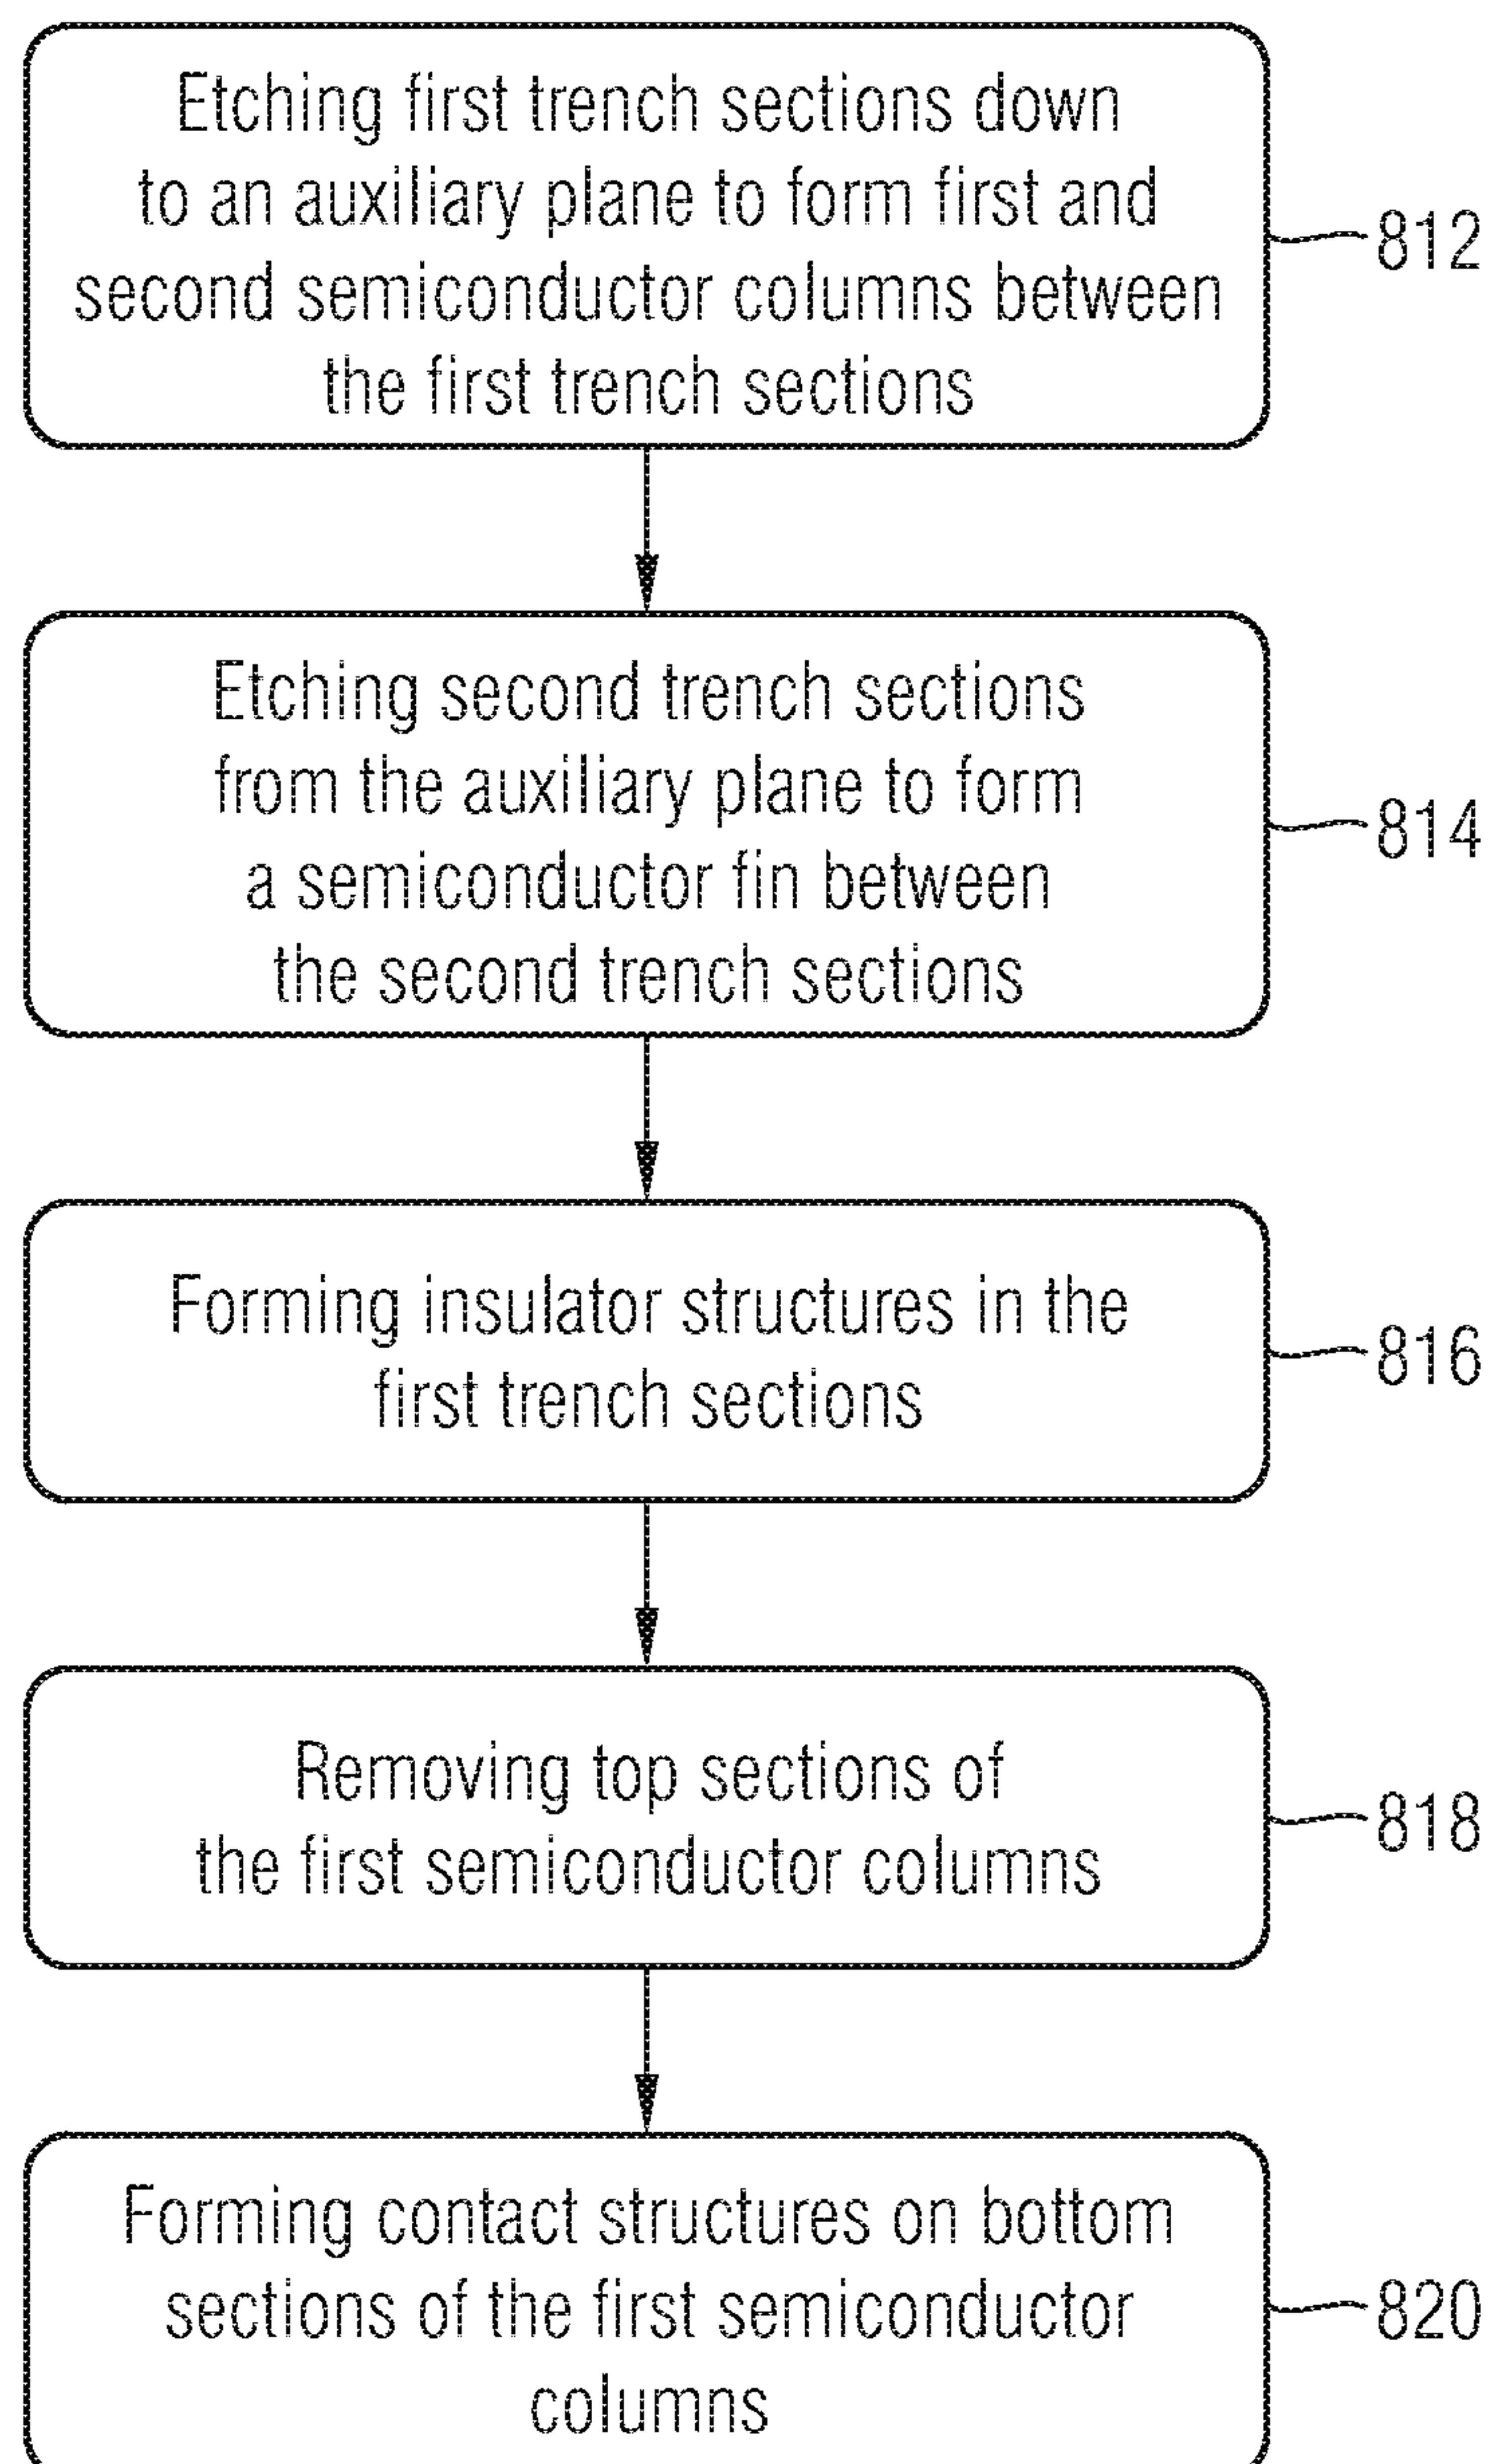 Etching first trench sections down
to an auxiliary plane to form first and
second semiconductor columns between
the first trench sections
812
Etching second trench sections
from the auxiliary plane to form
a semiconductor fin between
the second trench sections
814
Forming insulator structures in the
first trench sections
816
Removing top sections of
the first semiconductor columns
818
Forming contact structures on bottom
sections of the first semiconductor
columns
820